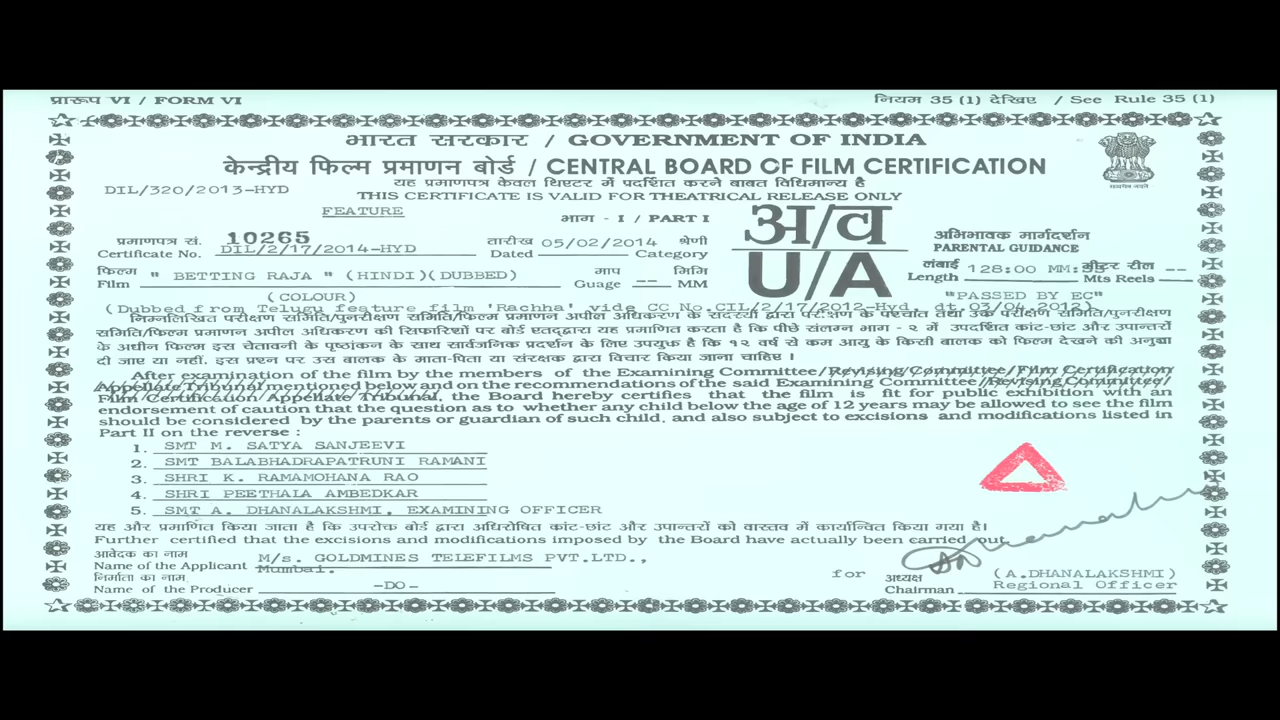 प्रारूप VI / FORM VI नियम 35 (1) देखिए / See Rule 35 (1)
भारत सरकार / GOVERNMENT OF INDIA
केन्द्रीय फिल्म प्रमाणन बोर्ड / CENTRAL BOARD OF FILM CERTIFICATION
यह प्रमाणपत्र केवल थिएटर में प्रदर्शित करने बाबत विधिमान्य है
DIL/320/2013-HYD
THIS CERTIFICATE IS VALID FOR THEATRICAL RELEASE ONLY
सत्यमेव जयते
FEATURE
भाग - I / PART I
अ/व
U/A
प्रमाणपत्र सं. 10265 तारीख श्रेणी
Certificate No. DIL/2/17/2014-HYD Dated 05/02/2014 Category
अभिभावक मार्गदर्शन
PARENTAL GUIDANCE
फिल्म माप मिमि
Film " BETTING RAJA " (HINDI)(DUBBED) Guage -- MM
लंबाई मीटर रील
Length 128:00 MM: Mts Reels --
(COLOUR) "PASSED BY EC"
(Dubbed from Telugu feature film 'Rachha' vide CC No.CIL/2/17/2012-Hyd. dt.03/04/2012)
निम्नलिखित परीक्षण समिति/पुनरीक्षण समिति/फिल्म प्रमाणन अपील अधिकरण के सदस्यों द्वारा परीक्षण के पश्चात तथा उक्त परीक्षण समिति/पुनरीक्षण
समिति/फिल्म प्रमाणन अपील अधिकरण की सिफारिशों पर बोर्ड एतद्द्वारा यह प्रमाणित करता है कि पीछे संलग्न भाग - २ में उपदर्शित कांट-छांट और उपान्तरों
के अधीन फिल्म इस चेतावनी के पृष्ठांकन के साथ सार्वजनिक प्रदर्शन के लिए उपयुक्त है कि १२ वर्ष से कम आयु के किसी बालक को फिल्म देखने की अनुज्ञा
दी जाए या नहीं, इस प्रश्न पर उस बालक के माता-पिता या संरक्षक द्वारा विचार किया जाना चाहिए ।
After examination of the film by the members of the Examining Committee/Revising Committee/Film Certification
Appellate Tribunal mentioned below and on the recommendations of the said Examining Committee/Revising Committee/
Film Certification Appellate Tribunal, the Board hereby certifies that the film is fit for public exhibition with an
endorsement of caution that the question as to whether any child below the age of 12 years may be allowed to see the film
should be considered by the parents or guardian of such child, and also subject to excisions and modifications listed in
Part II on the reverse :
1. SMT M. SATYA SANJEEVI
2. SMT BALABHADRAPATRUNI RAMANI
3. SHRI K. RAMAMOHANA RAO
4. SHRI PEETHALA AMBEDKAR
5. SMT A. DHANALAKSHMI. EXAMINING OFFICER
यह और प्रमाणित किया जाता है कि उपरोक्त बोर्ड द्वारा अधिरोपित कांट-छांट और उपान्तरों को वास्तव में कार्यान्वित किया गया है।
Further certified that the excisions and modifications imposed by the Board have actually been carried out.
आवेदक का नाम
Name of the Applicant M/s. GOLDMINES TELEFILMS PVT.LTD.,
Mumbai.
निर्माता का नाम
Name of the Producer -DO-
for अध्यक्ष (A.DHANALAKSHMI)
Chairman Regional Officer